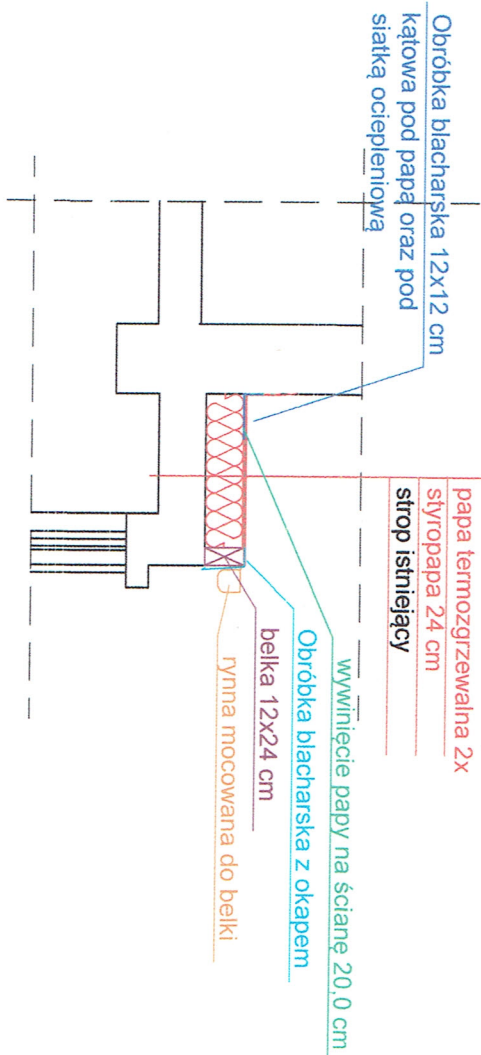 Obróbka blacharska 12x12 cm
kątowa pod papą oraz pod
siatką ociepleniową
papa termozgrzewalna 2x
styropapa 24 cm
strop istniejący
wywinięcie papy na ścianę 20,0 cm
Obróbka blacharska z okapem
belka 12x24 cm
rynna mocowana do belki